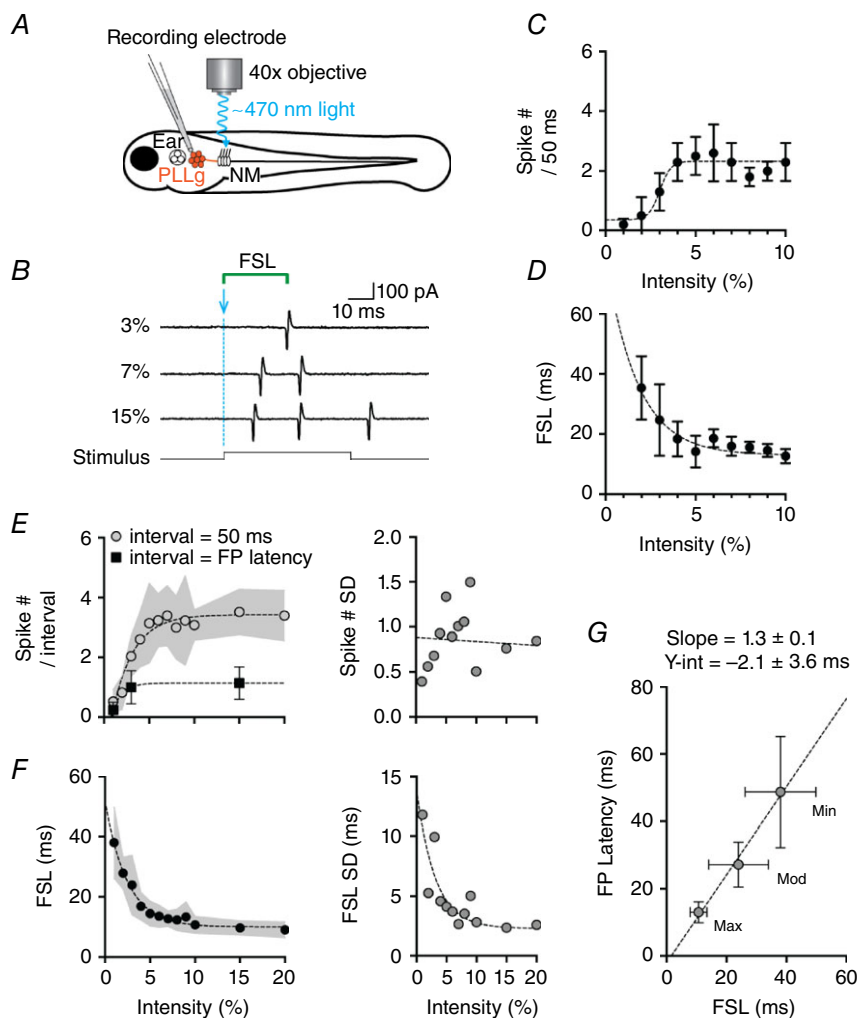 A
Recording electrode
40x objective
~470 nm light
Ear
PLLg
NM
B
FSL
100 pA
10 ms
3%
7%
15%
Stimulus
C
Spike #
/ 50 ms
6
4
2
0
0
5
10
Intensity (%)
D
FSL
(ms)
60
40
20
0
0
5
10
Intensity (%)
E
interval = 50 ms
interval = FP latency
Spike #
/ interval
6
4
2
0
Spike # SD
2.0
1.5
1.0
0.5
0.0
F
FSL (ms)
60
40
20
0
0
5
10
15
20
Intensity (%)
FSL SD
(ms)
15
10
5
0
0
5
10
15
20
Intensity (%)
G
Slope = 1.3 ± 0.1
Y-int = –2.1 ± 3.6 ms
FP Latency (ms)
80
60
40
20
0
Min
Mod
Max
0
20
40
60
FSL (ms)